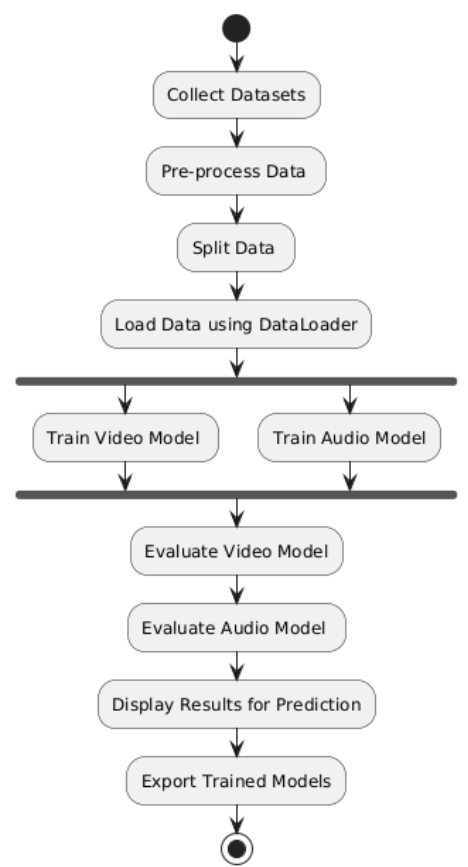 Collect Datasets
Pre-process Data
Split Data
Load Data using DataLoader
Train Video Model
Train Audio Model
Evaluate Video Model
Evaluate Audio Model
Display Results for Prediction
Export Trained Models